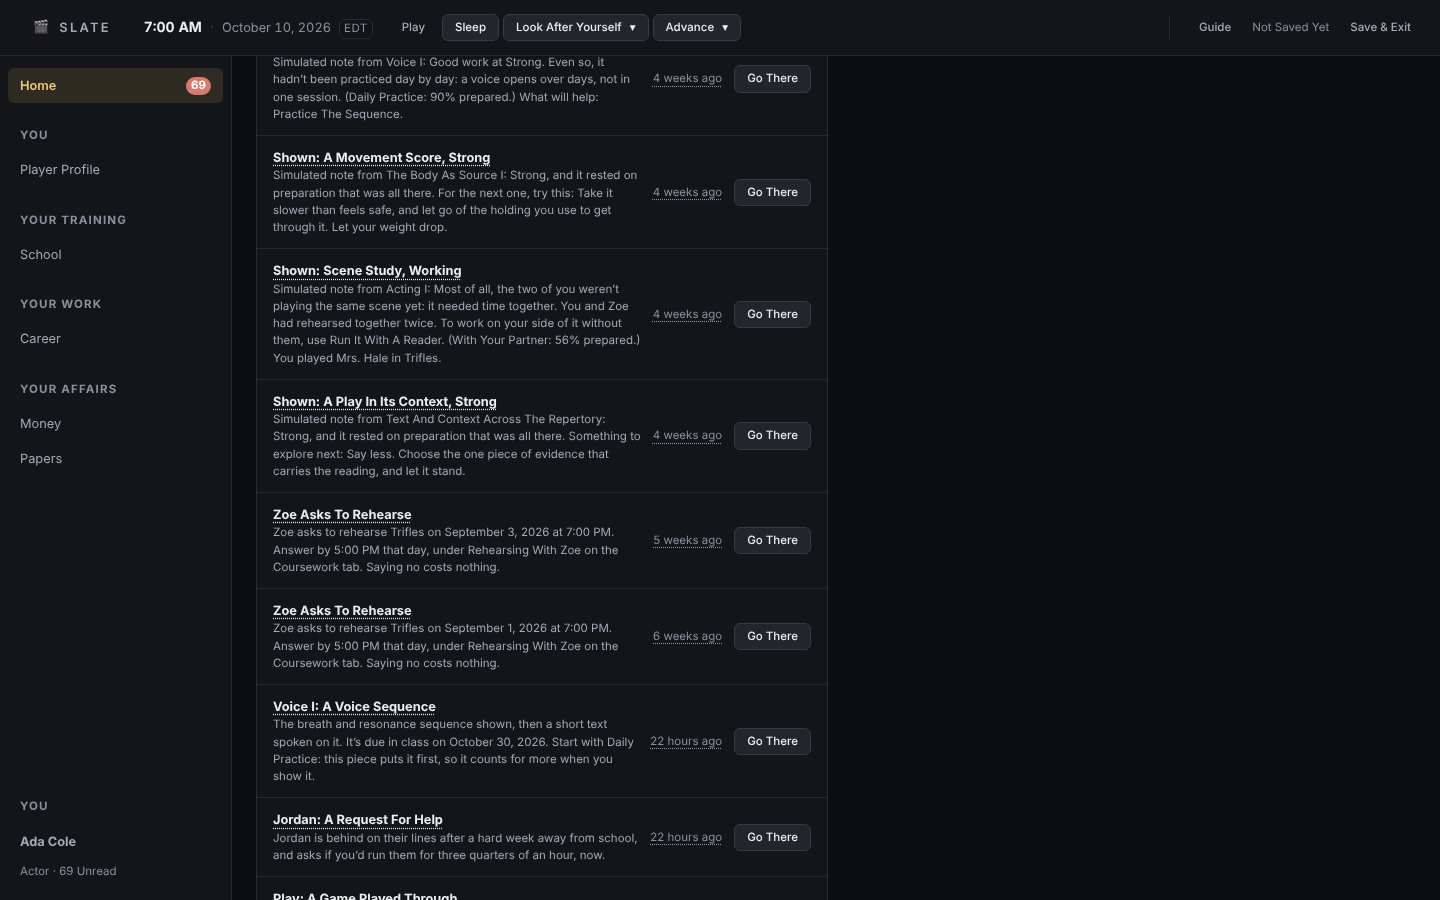 SLATE
7:00 AM · October 10, 2026 EDT
Play
Sleep
Look After Yourself ▾
Advance ▾
Guide
Not Saved Yet
Save & Exit
Home 69
YOU
Player Profile
YOUR TRAINING
School
YOUR WORK
Career
YOUR AFFAIRS
Money
Papers
YOU
Ada Cole
Actor · 69 Unread
Simulated note from Voice I: Good work at Strong. Even so, it
hadn't been practiced day by day: a voice opens over days, not in
one session. (Daily Practice: 90% prepared.) What will help:
Practice The Sequence.
4 weeks ago
Go There
Shown: A Movement Score, Strong
Simulated note from The Body As Source I: Strong, and it rested on
preparation that was all there. For the next one, try this: Take it
slower than feels safe, and let go of the holding you use to get
through it. Let your weight drop.
4 weeks ago
Go There
Shown: Scene Study, Working
Simulated note from Acting I: Most of all, the two of you weren't
playing the same scene yet: it needed time together. You and Zoe
had rehearsed together twice. To work on your side of it without
them, use Run It With A Reader. (With Your Partner: 56% prepared.)
You played Mrs. Hale in Trifles.
4 weeks ago
Go There
Shown: A Play In Its Context, Strong
Simulated note from Text And Context Across The Repertory:
Strong, and it rested on preparation that was all there. Something to
explore next: Say less. Choose the one piece of evidence that
carries the reading, and let it stand.
4 weeks ago
Go There
Zoe Asks To Rehearse
Zoe asks to rehearse Trifles on September 3, 2026 at 7:00 PM.
Answer by 5:00 PM that day, under Rehearsing With Zoe on the
Coursework tab. Saying no costs nothing.
5 weeks ago
Go There
Zoe Asks To Rehearse
Zoe asks to rehearse Trifles on September 1, 2026 at 7:00 PM.
Answer by 5:00 PM that day, under Rehearsing With Zoe on the
Coursework tab. Saying no costs nothing.
6 weeks ago
Go There
Voice I: A Voice Sequence
The breath and resonance sequence shown, then a short text
spoken on it. It's due in class on October 30, 2026. Start with Daily
Practice: this piece puts it first, so it counts for more when you
show it.
22 hours ago
Go There
Jordan: A Request For Help
Jordan is behind on their lines after a hard week away from school,
and asks if you'd run them for three quarters of an hour, now.
22 hours ago
Go There
Play: A Game Played Through